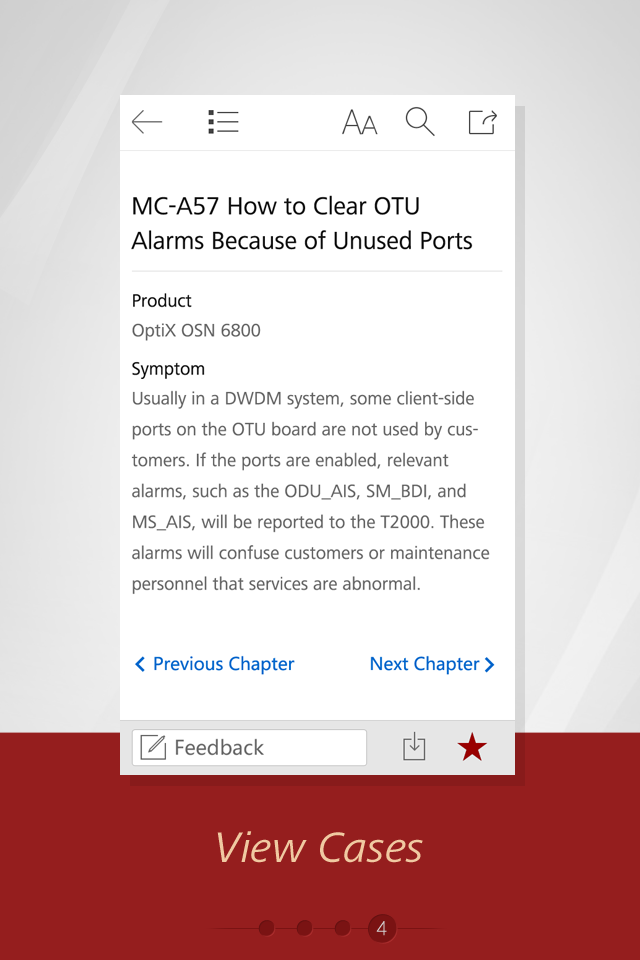 AA
MC-A57 How to Clear OTU
Alarms Because of Unused Ports
Product
OptiX OSN 6800
Symptom
Usually in a DWDM system, some client-side
ports on the OTU board are not used by cus-
tomers. If the ports are enabled, relevant
alarms, such as the ODU_AIS, SM_BDI, and
MS_AIS, will be reported to the T2000. These
alarms will confuse customers or maintenance
personnel that services are abnormal.
Previous Chapter
Next Chapter
Feedback
View Cases
4